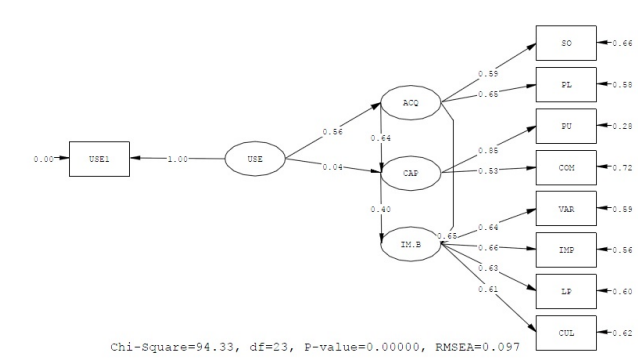 SO
0.66
0.59
PL
0.58
ACQ
0.65
0.56
PU
0.28
0.64
0.85
0.00
USE1
1.00
USE
0.04
CAP
0.53
COM
0.72
0.40
VAR
0.59
0.64
0.65
IM.B
0.66
IMP
0.56
0.63
LP
0.60
0.61
CUL
0.62
Chi-Square=94.33, df=23, P-value=0.00000, RMSEA=0.097